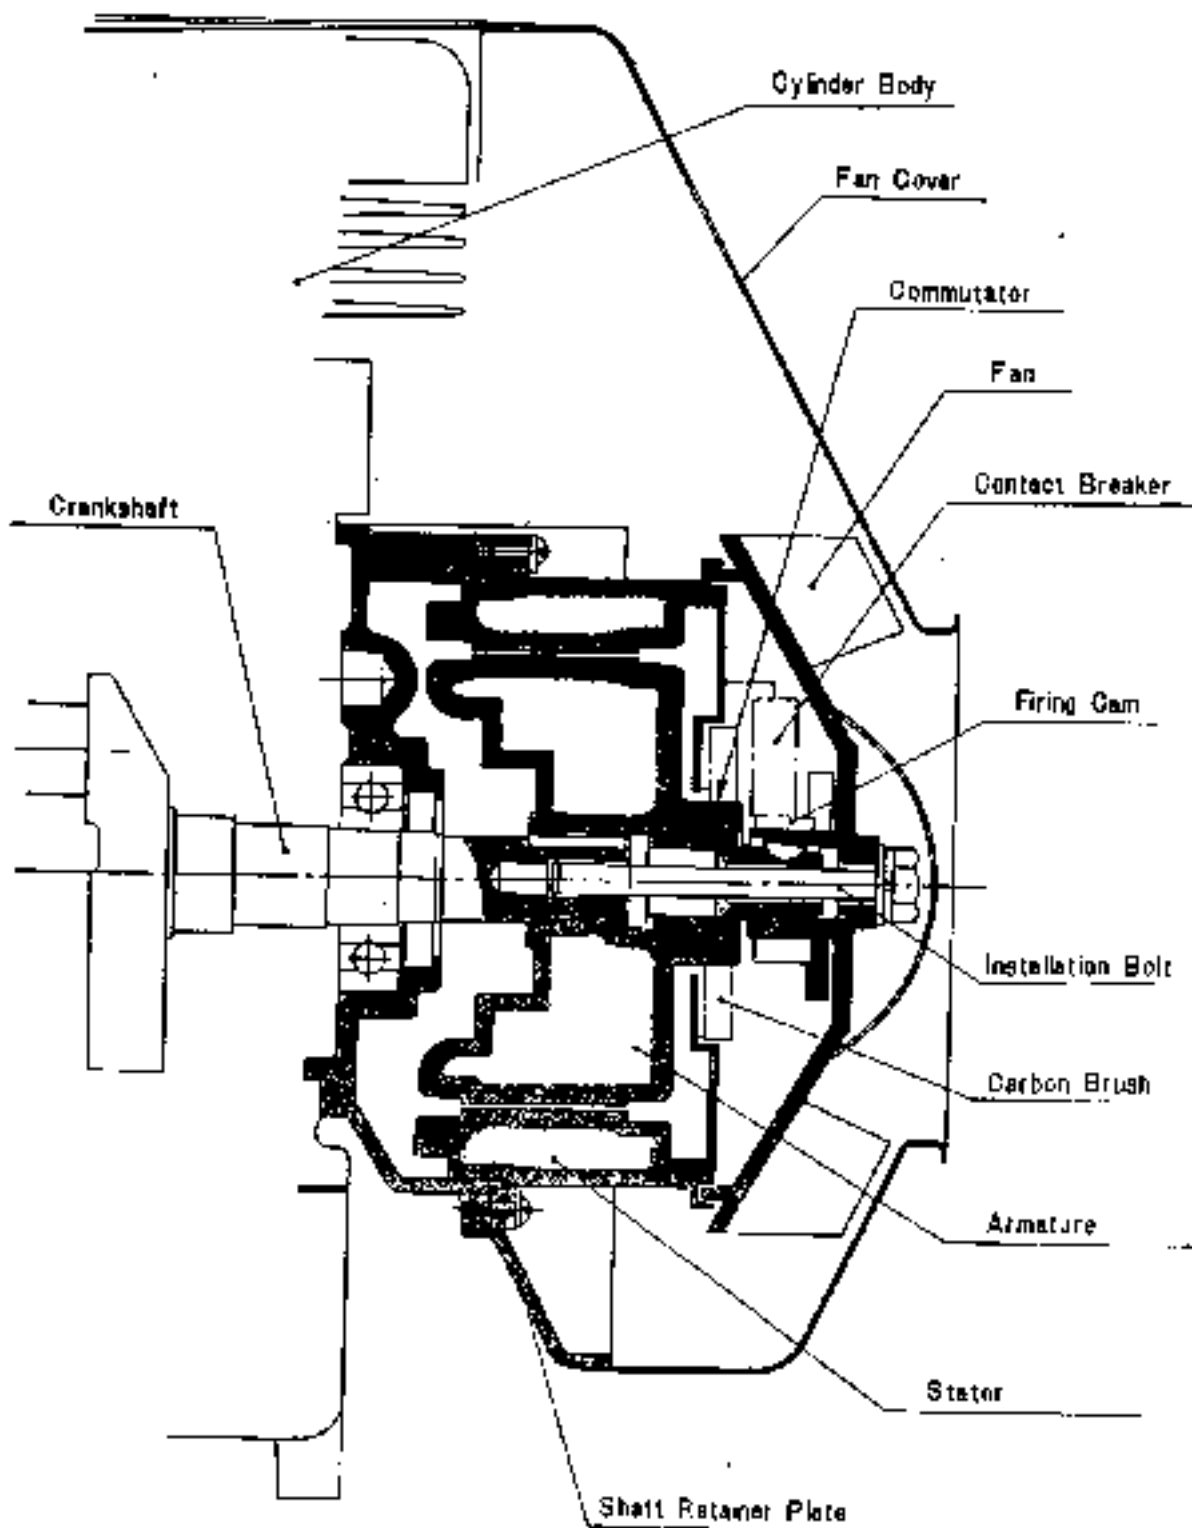 Cylinder Body
Fan Cover
Commutator
Fan
Contact Breaker
Crankshaft
Firing Cam
Installation Bolt
Carbon Brush
Armature
Stator
Shaft Retainer Plate